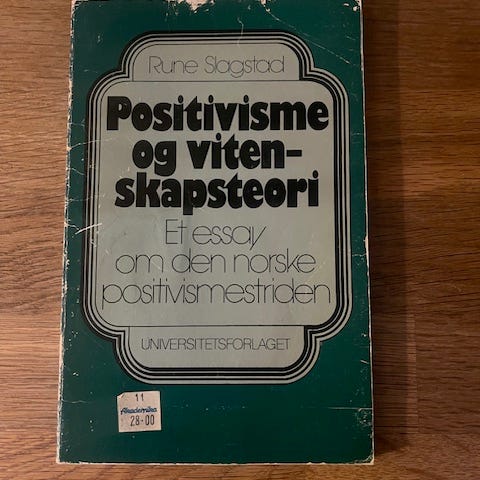 Rune Slagstad
Positivisme
og viten-
skapsteori
Et essay
om den norske
positivismestriden
UNIVERSITETSFORLAGET
11
Akademika
28-00